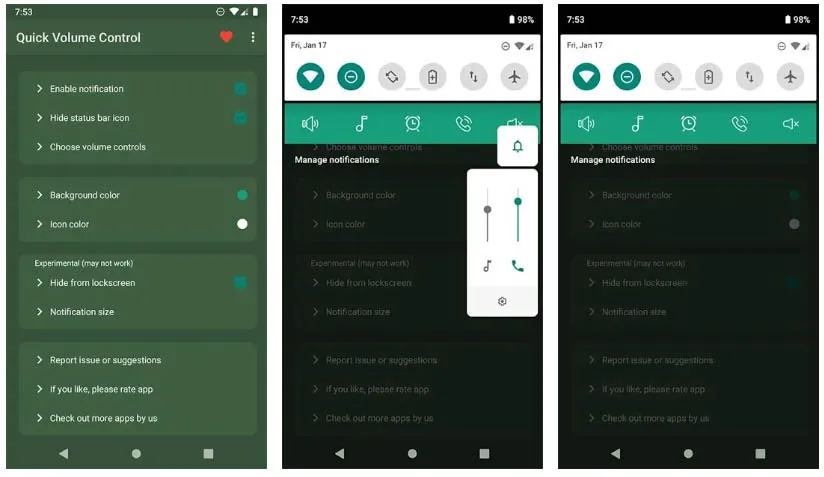 7:53
Quick Volume Control
Enable notification
Hide status bar icon
Choose volume controls
Background color
Icon color
Experimental (may not work)
Hide from lockscreen
Notification size
Report issue or suggestions
If you like, please rate app
Check out more apps by us
7:53
98%
Fri, Jan 17
Choose volume controls
Manage notifications
Background color
Icon color
Experimental (may not work)
Hide from lockscreen
Notification size
Report issue or suggestions
If you like, please rate app
Check out more apps by us
7:53
98%
Fri, Jan 17
Choose volume controls
Manage notifications
Background color
Icon color
Experimental (may not work)
Hide from lockscreen
Notification size
Report issue or suggestions
If you like, please rate app
Check out more apps by us